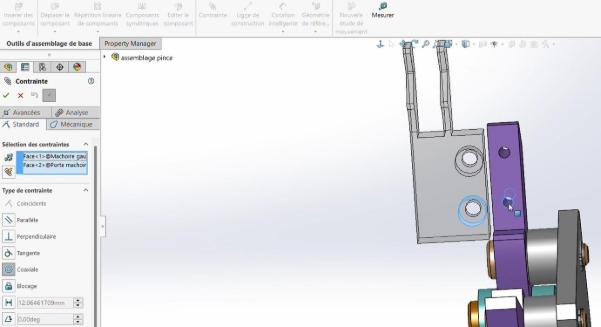 Insérer des composants
Déplacer le composant
Répétition linéaire de composants
Composants symétriques
Editer le composant
Contrainte
Ligne de construction
Cotation intelligente
Géométrie de référe...
Nouvelle étude de mouvement
Mesurer
Outils d'assemblage de base
Property Manager
assemblage pince
Contrainte
Avancées
Analyse
Standard
Mécanique
Sélection des contraintes
Face<1>@Machoire gau
Face<2>@Porte machoir
Type de contrainte
Coïncidente
Parallèle
Perpendiculaire
Tangente
Coaxiale
Blocage
12.06461709mm
0.00deg